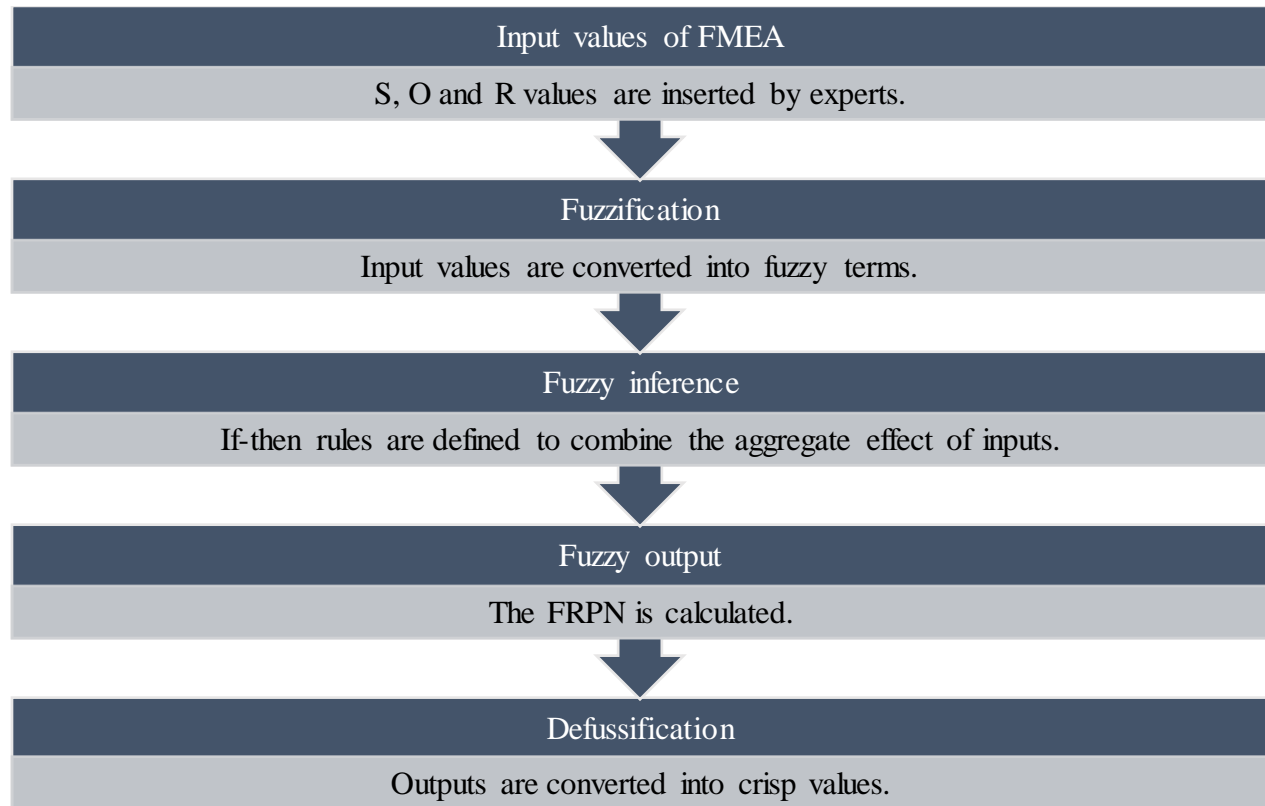 Input values of FMEA
S, O and R values are inserted by experts.
Fuzzification
Input values are converted into fuzzy terms.
Fuzzy inference
If-then rules are defined to combine the aggregate effect of inputs.
Fuzzy output
The FRPN is calculated.
Defussification
Outputs are converted into crisp values.